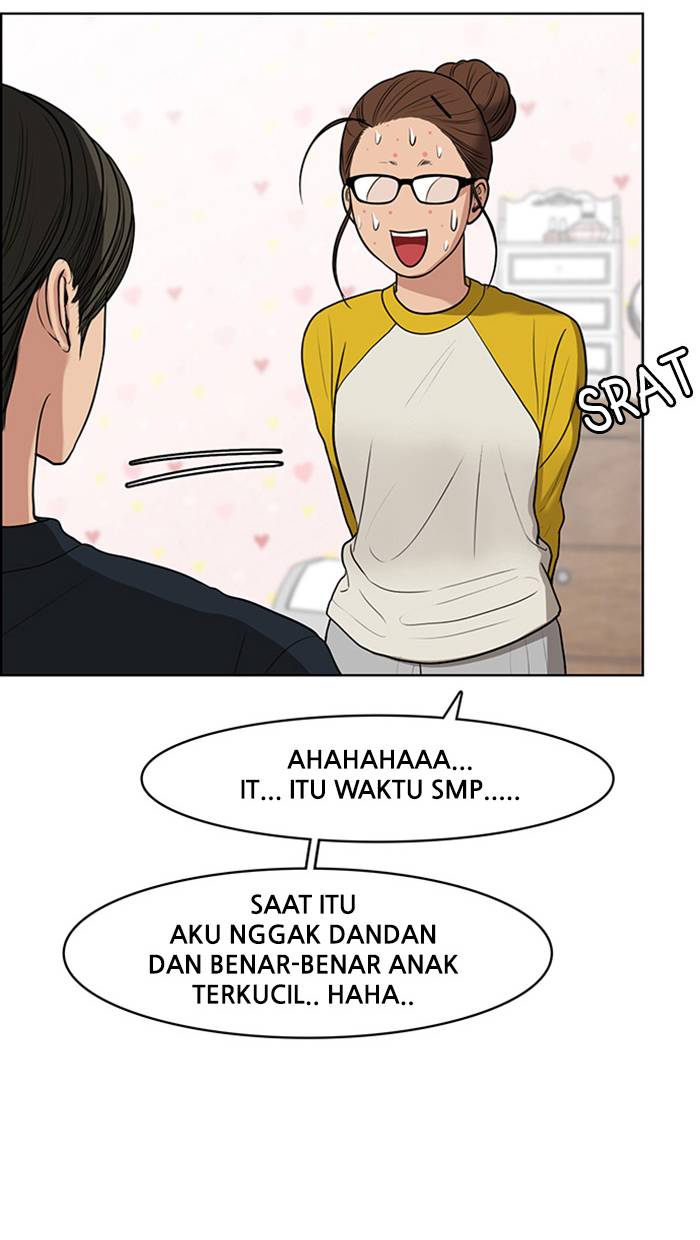 SRAT
AHAHAHAAA...
IT... ITU WAKTU SMP.....
SAAT ITU
AKU NGGAK DANDAN
DAN BENAR-BENAR ANAK
TERKUCIL.. HAHA..